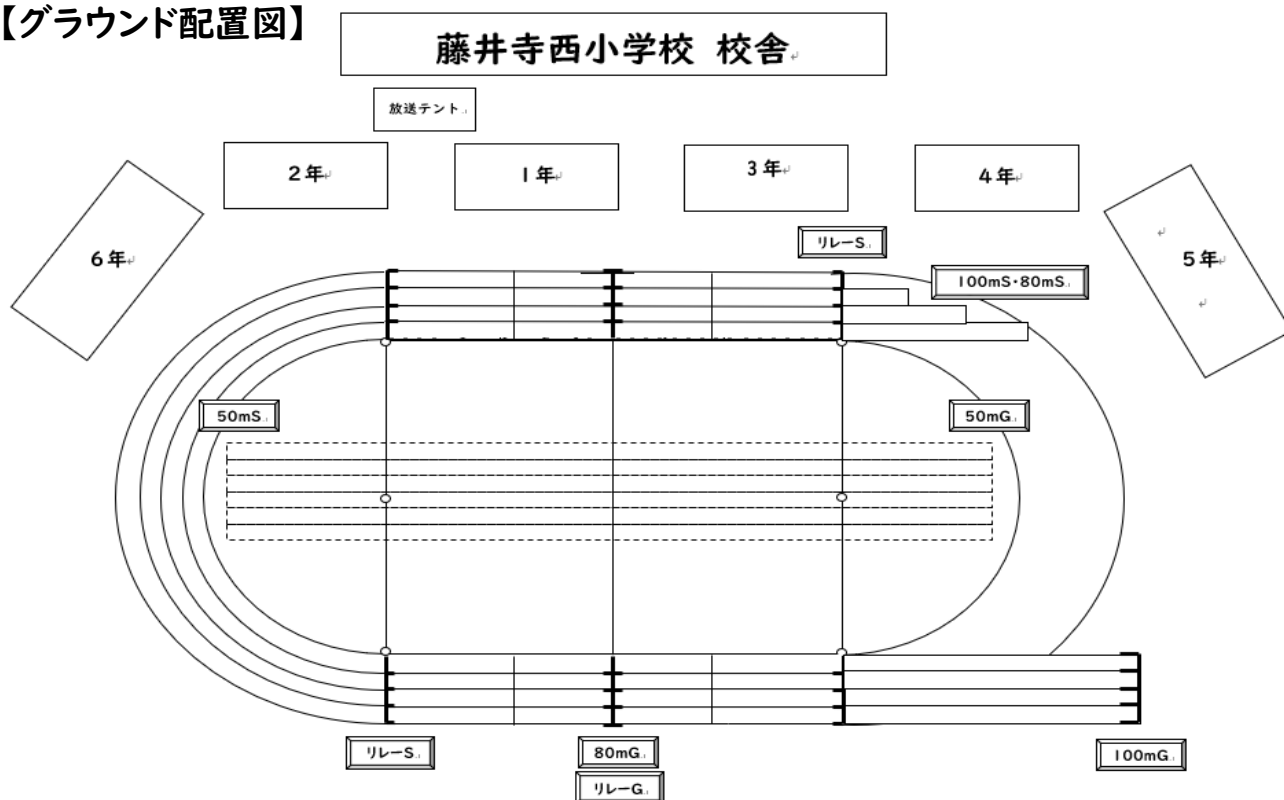 【グラウンド配置図】
藤井寺西小学校 校舎
放送テント
2年
1年
3年
4年
6年
5年
リレーS
100mS・80mS
50mS
50mG
リレーS
80mG
リレーG
100mG